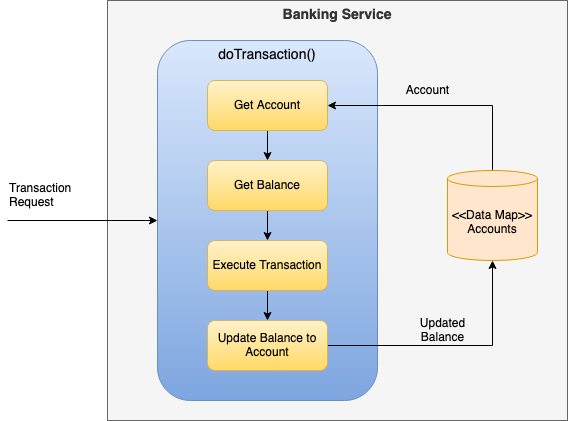 Banking Service
doTransaction()
Get Account
Account
Get Balance
Transaction
Request
<<Data Map>>
Accounts
Execute Transaction
Update Balance to
Account
Updated
Balance